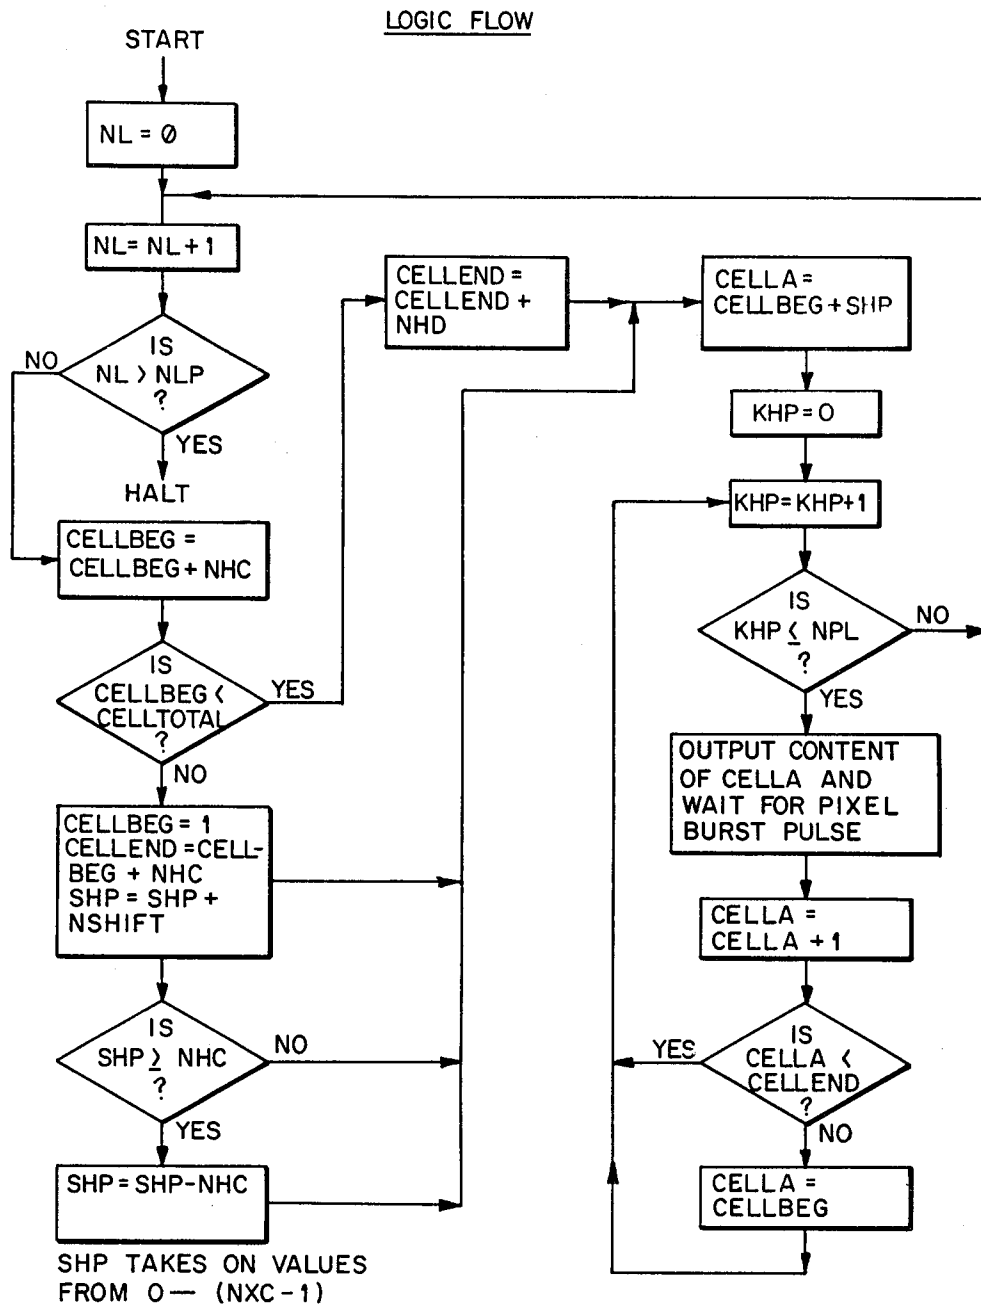 LOGIC FLOW
START
NL = 0
NL = NL + 1
IS
NL > NLP
?
NO
YES
HALT
CELLBEG =
CELLBEG + NHC
IS
CELLBEG <
CELLTOTAL
?
YES
NO
CELLBEG = 1
CELLEND = CELL-
BEG + NHC
SHP = SHP +
NSHIFT
IS
SHP ≥ NHC
?
NO
YES
SHP = SHP-NHC
SHP TAKES ON VALUES
FROM 0— (NXC-1)
CELLEND =
CELLEND +
NHD
CELLA =
CELLBEG + SHP
KHP = 0
KHP = KHP+1
IS
KHP ≤ NPL
?
NO
YES
OUTPUT CONTENT
OF CELLA AND
WAIT FOR PIXEL
BURST PULSE
CELLA =
CELLA + 1
IS
CELLA <
CELLEND
?
YES
NO
CELLA =
CELLBEG